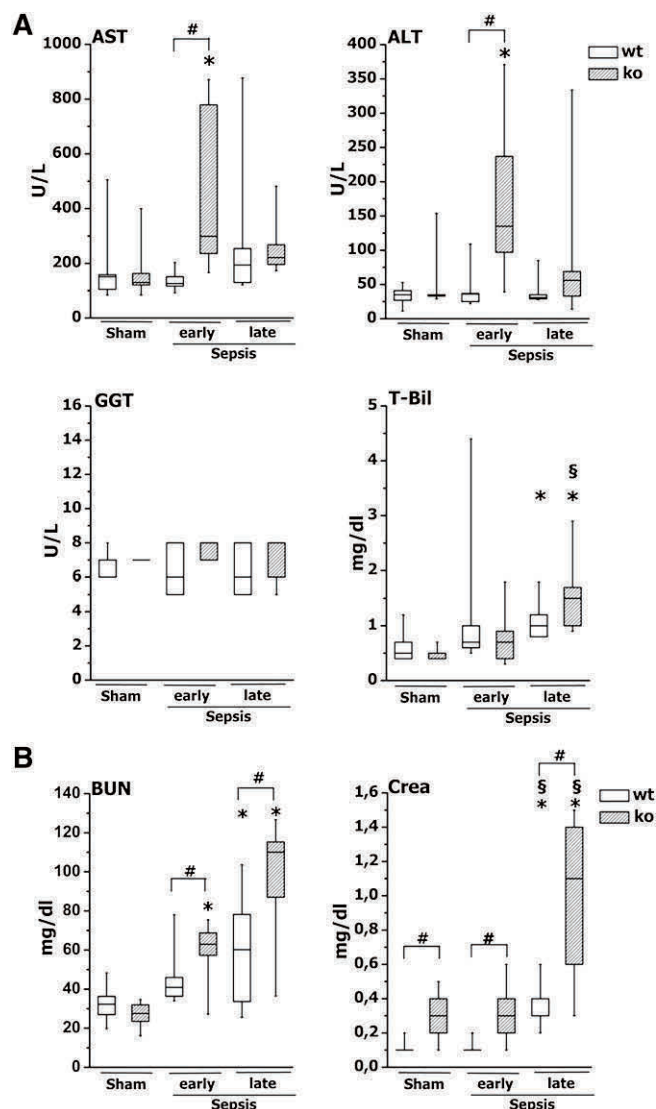 A
AST
#
*
1000
800
600
400
200
0
U/L
Sham
early
late
Sepsis
ALT
#
*
wt
ko
400
350
300
250
200
150
100
50
0
U/L
Sham
early
late
Sepsis
GGT
16
14
12
10
8
6
4
2
0
U/L
Sham
early
late
Sepsis
T-Bil
5
4
3
2
1
0
mg/dl
§
* *
Sham
early
late
Sepsis
B
BUN
140
120
100
80
60
40
20
0
mg/dl
#
* *
#
*
Sham
early
late
Sepsis
Crea
#
§ §
* *
wt
ko
1,6
1,4
1,2
1,0
0,8
0,6
0,4
0,2
0,0
mg/dl
# #
Sham
early
late
Sepsis